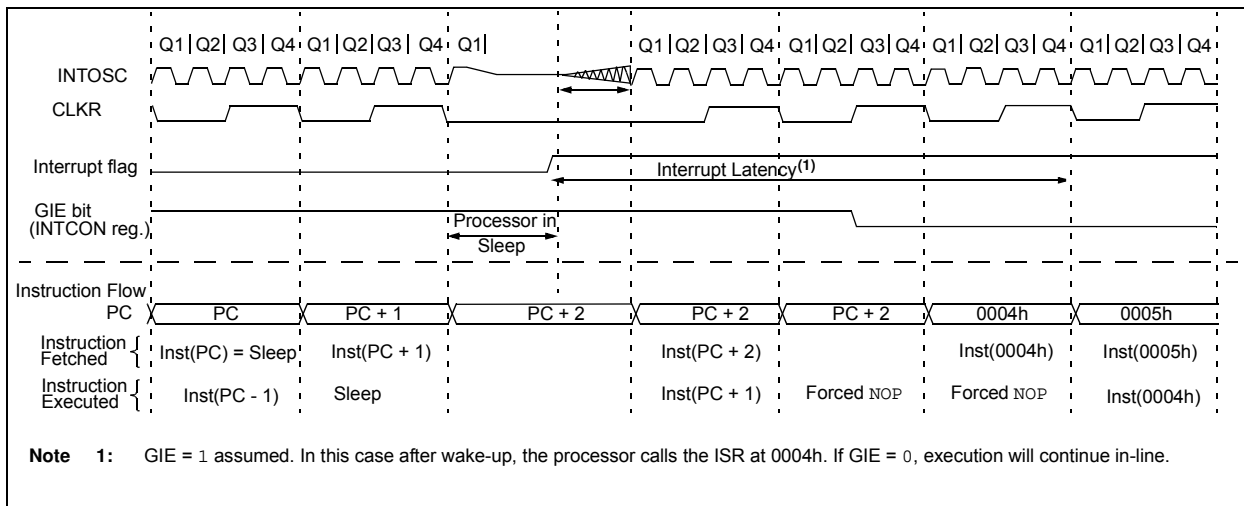 Q1| Q2| Q3| Q4 Q1| Q2| Q3| Q4 Q1| Q1| Q2| Q3| Q4 Q1| Q2| Q3| Q4 Q1| Q2| Q3| Q4 Q1| Q2| Q3| Q4
INTOSC
CLKR
Interrupt flag
Interrupt Latency(1)
GIE bit
(INTCON reg.)
Processor in
Sleep
Instruction Flow
PC PC PC + 1 PC + 2 PC + 2 PC + 2 0004h 0005h
Instruction
Fetched { Inst(PC) = Sleep Inst(PC + 1) Inst(PC + 2) Inst(0004h) Inst(0005h)
Instruction
Executed { Inst(PC - 1) Sleep Inst(PC + 1) Forced NOP Forced NOP Inst(0004h)
Note 1: GIE = 1 assumed. In this case after wake-up, the processor calls the ISR at 0004h. If GIE = 0, execution will continue in-line.